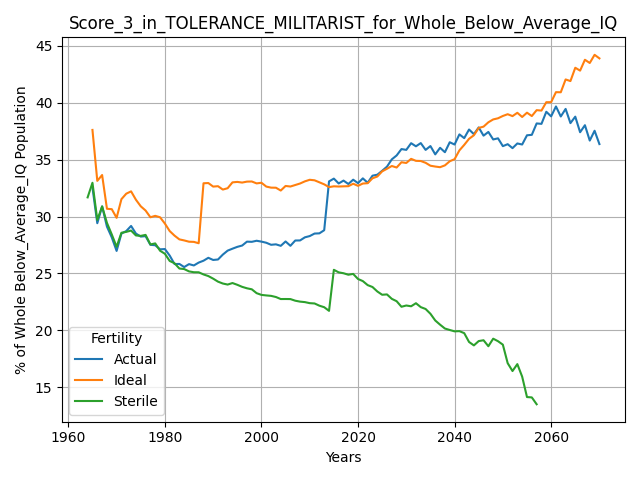 Score_3_in_TOLERANCE_MILITARIST_for_Whole_Below_Average_IQ
% of Whole Below_Average_IQ Population
45
40
35
30
25
20
15
Fertility
Actual
Ideal
Sterile
1960 1980 2000 2020 2040 2060
Years